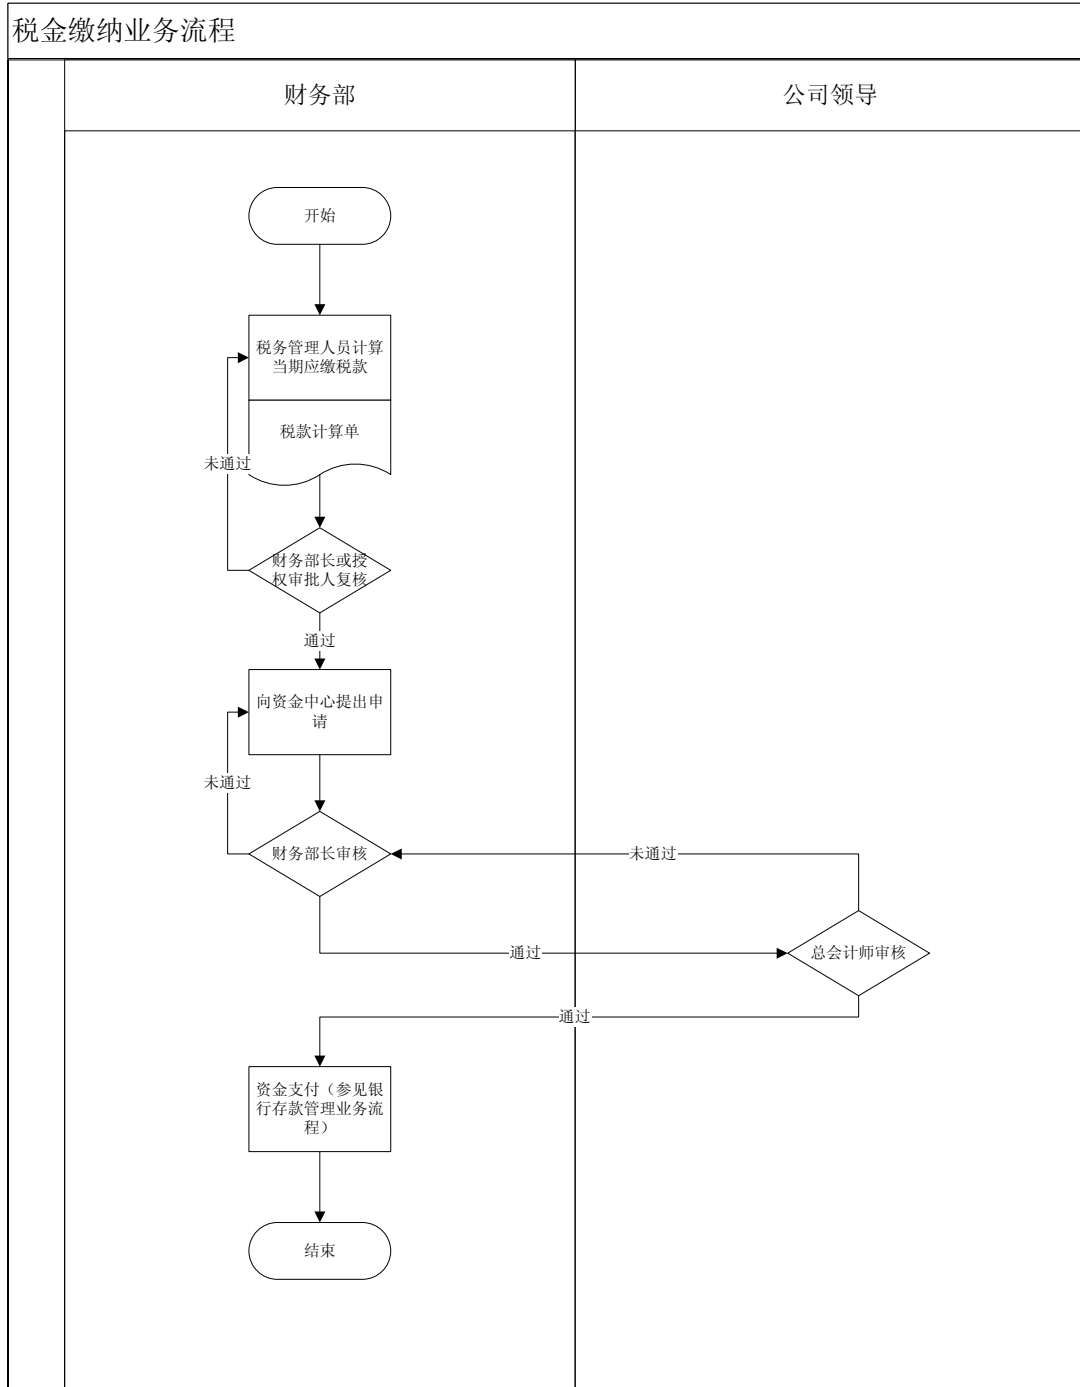 税金缴纳业务流程
财务部
公司领导
开始
税务管理人员计算
当期应缴税款
税款计算单
未通过
财务部长或授
权审批人复核
通过
向资金中心提出申
请
未通过
财务部长审核
未通过
通过
总会计师审核
通过
资金支付（参见银
行存款管理业务流
程）
结束